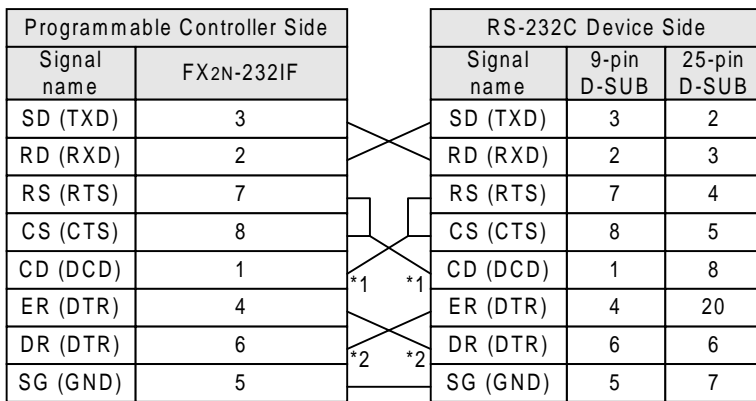 Programmable Controller Side RS-232C Device Side
Signal name FX2N-232IF Signal name 9-pin D-SUB 25-pin D-SUB
SD (TXD) 3 SD (TXD) 3 2
RD (RXD) 2 RD (RXD) 2 3
RS (RTS) 7 RS (RTS) 7 4
CS (CTS) 8 CS (CTS) 8 5
CD (DCD) 1 *1 *1 CD (DCD) 1 8
ER (DTR) 4 ER (DTR) 4 20
DR (DTR) 6 *2 *2 DR (DTR) 6 6
SG (GND) 5 SG (GND) 5 7